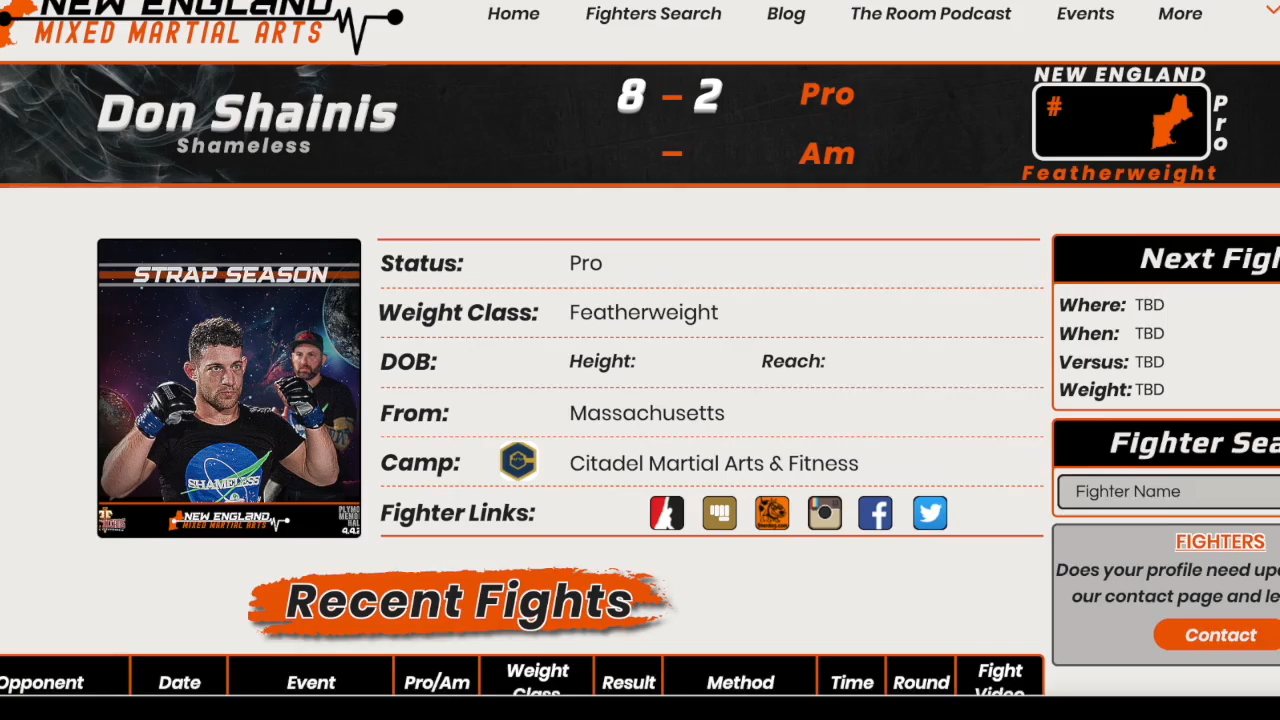 NEW ENGLAND
MIXED MARTIAL ARTS
Home Fighters Search Blog The Room Podcast Events More
Don Shainis
Shameless
8 – 2 Pro
– Am
NEW ENGLAND
#
Pro
Featherweight
STRAP SEASON
SHAMELESS
NEW ENGLAND
MIXED MARTIAL ARTS
Status: Pro
Weight Class: Featherweight
DOB: Height: Reach:
From: Massachusetts
Camp: Citadel Martial Arts & Fitness
Fighter Links:
Next Figh
Where: TBD
When: TBD
Versus: TBD
Weight: TBD
Fighter Sea
Fighter Name
FIGHTERS
Does your profile need upd
our contact page and le
Contact
Recent Fights
Opponent Date Event Pro/Am Weight Class Result Method Time Round Fight Video